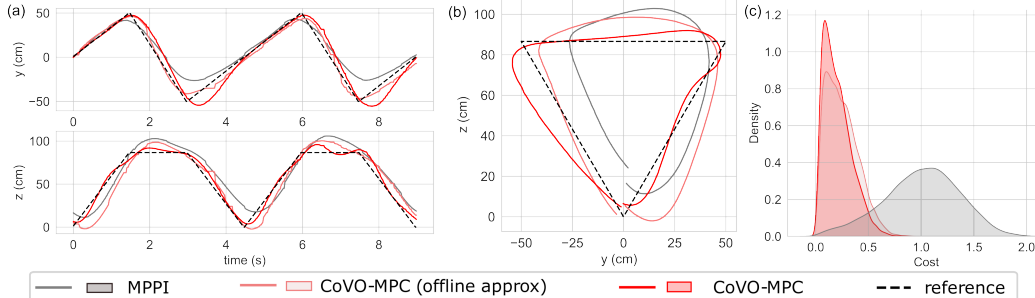 (a)
y (cm)
50
0
−50
0 2 4 6 8
z (cm)
100
50
0
0 2 4 6 8
time (s)
(b)
z (cm)
100
80
60
40
20
0
−50 −25 0 25 50
y (cm)
(c)
Density
1.2
1.0
0.8
0.6
0.4
0.2
0.0
0.0 0.5 1.0 1.5 2.0
Cost
MPPI CoVO-MPC (offline approx) CoVO-MPC reference